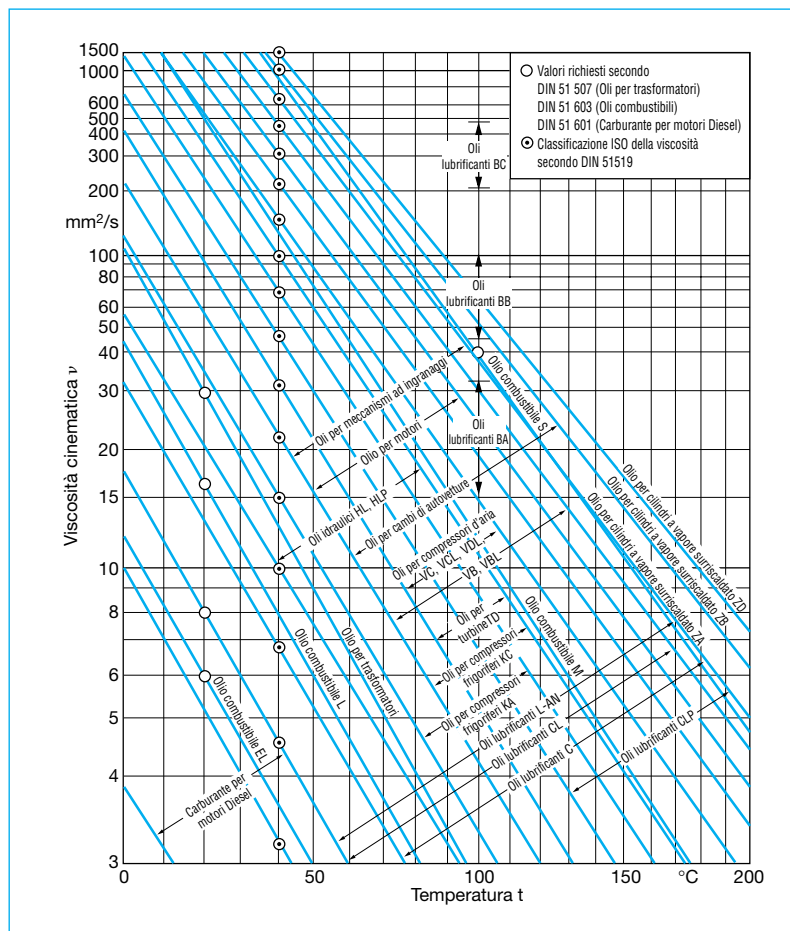 1500
1000
600
500
400
300
200
mm²/s
100
80
60
50
40
30
20
15
10
8
6
5
4
3
Viscosità cinematica ν
0
50
100
150
°C
200
Temperatura t
Valori richiesti secondo
DIN 51 507 (Oli per trasformatori)
DIN 51 603 (Oli combustibili)
DIN 51 601 (Carburante per motori Diesel)
Classificazione ISO della viscosità
secondo DIN 51519
Oli
lubrificanti BC
Oli
lubrificanti BB
Oli
lubrificanti BA
Oli per meccanismi ad ingranaggi
Olio per motori
Oli idraulici HL, HLP
Oli per cambi di autovetture
Olio combustibile S
Oli per compressori d'aria
VC, VCL, VDL
VB, VBL
Oli per
turbine TD
Oli per compressori
frigoriferi KC
Oli per compressori
frigoriferi KA
Olio combustibile M
Olio per cilindri a vapore surriscaldato ZD
Olio per cilindri a vapore surriscaldato ZB
Olio per cilindri a vapore surriscaldato ZA
Oli lubrificanti L-AN
Oli lubrificanti CL
Oli lubrificanti C
Oli lubrificanti CLP
Olio per trasformatori
Olio combustibile L
Olio combustibile EL
Carburante per
motori Diesel